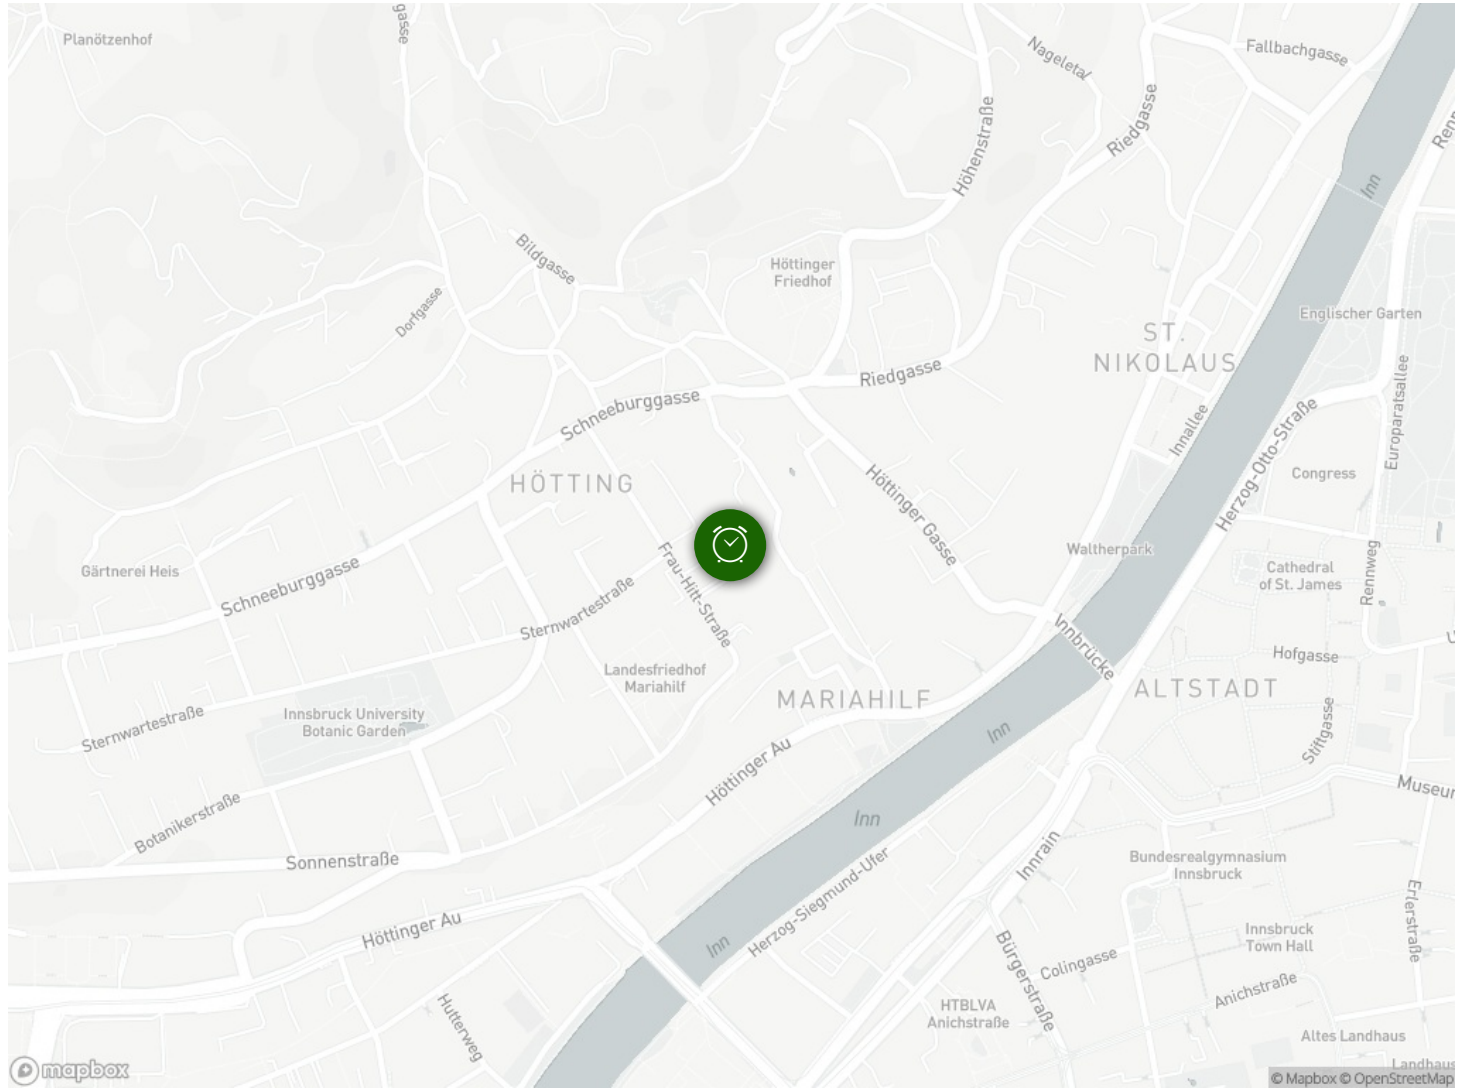 gasse
Planötzenhof
Nageletal
Fallbachgasse
Riedgasse
Höhenstraße
Inn
Bildgasse
Höttinger
Friedhof
Dorfgasse
Englischer Garten
ST.
NIKOLAUS
Riedgasse
Schneeburggasse
Innallee
Herzog-Otto-Straße
Europaratsallee
Congress
HÖTTING
Höttinger Gasse
Waltherpark
Cathedral
of St. James
Rennweg
Gärtnerei Heis
Schneeburggasse
Sternwartestraße
Frau-Hitt-Straße
Innbrücke
Hofgasse
Landesfriedhof
Mariahilf
MARIAHILF
ALTSTADT
Sternwartestraße
Innsbruck University
Botanic Garden
Inn
Stiftgasse
Höttinger Au
Museum
Botanikerstraße
Inn
Sonnenstraße
Innrain
Bundesrealgymnasium
Innsbruck
Herzog-Siegmund-Ufer
Höttinger Au
Inn
Bürgerstraße
Innsbruck
Town Hall
Erlerstraße
Colingasse
Anichstraße
Hutterweg
HTBLVA
Anichstraße
Altes Landhaus
Landhaus
mapbox
© Mapbox © OpenStreetMap